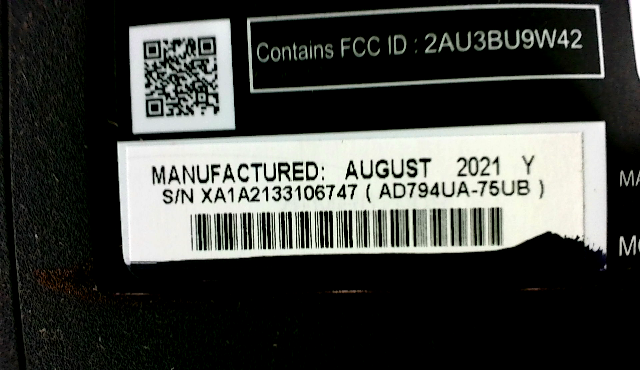 Contains FCC ID : 2AU3BU9W42
MANUFACTURED: AUGUST 2021 Y
S/N XA1A2133106747 ( AD794UA-75UB )